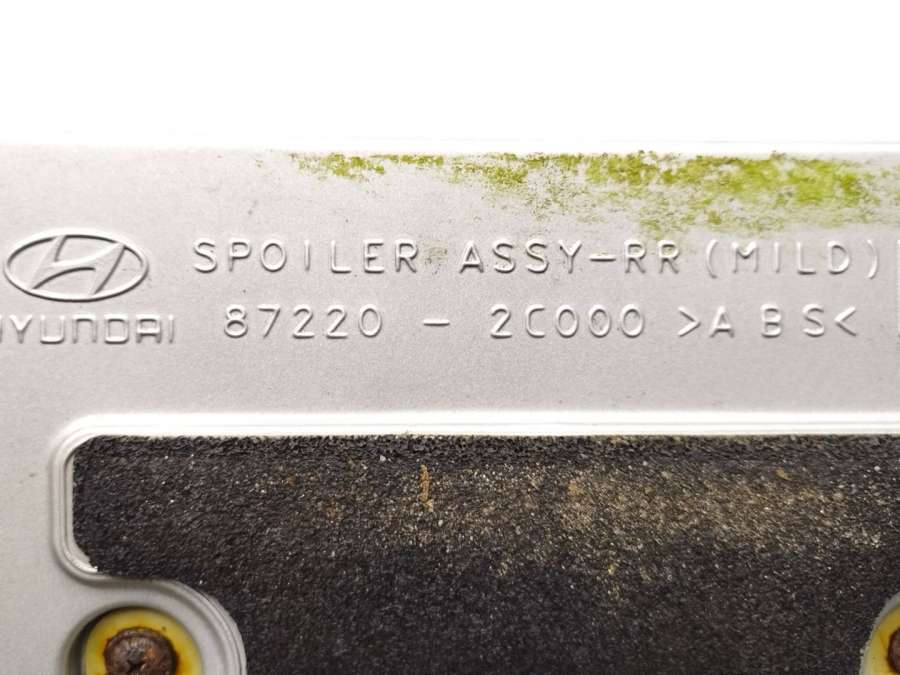 SPOILER ASSY-RR (MILD)
HYUNDAI 87220 - 2C000 >ABS<